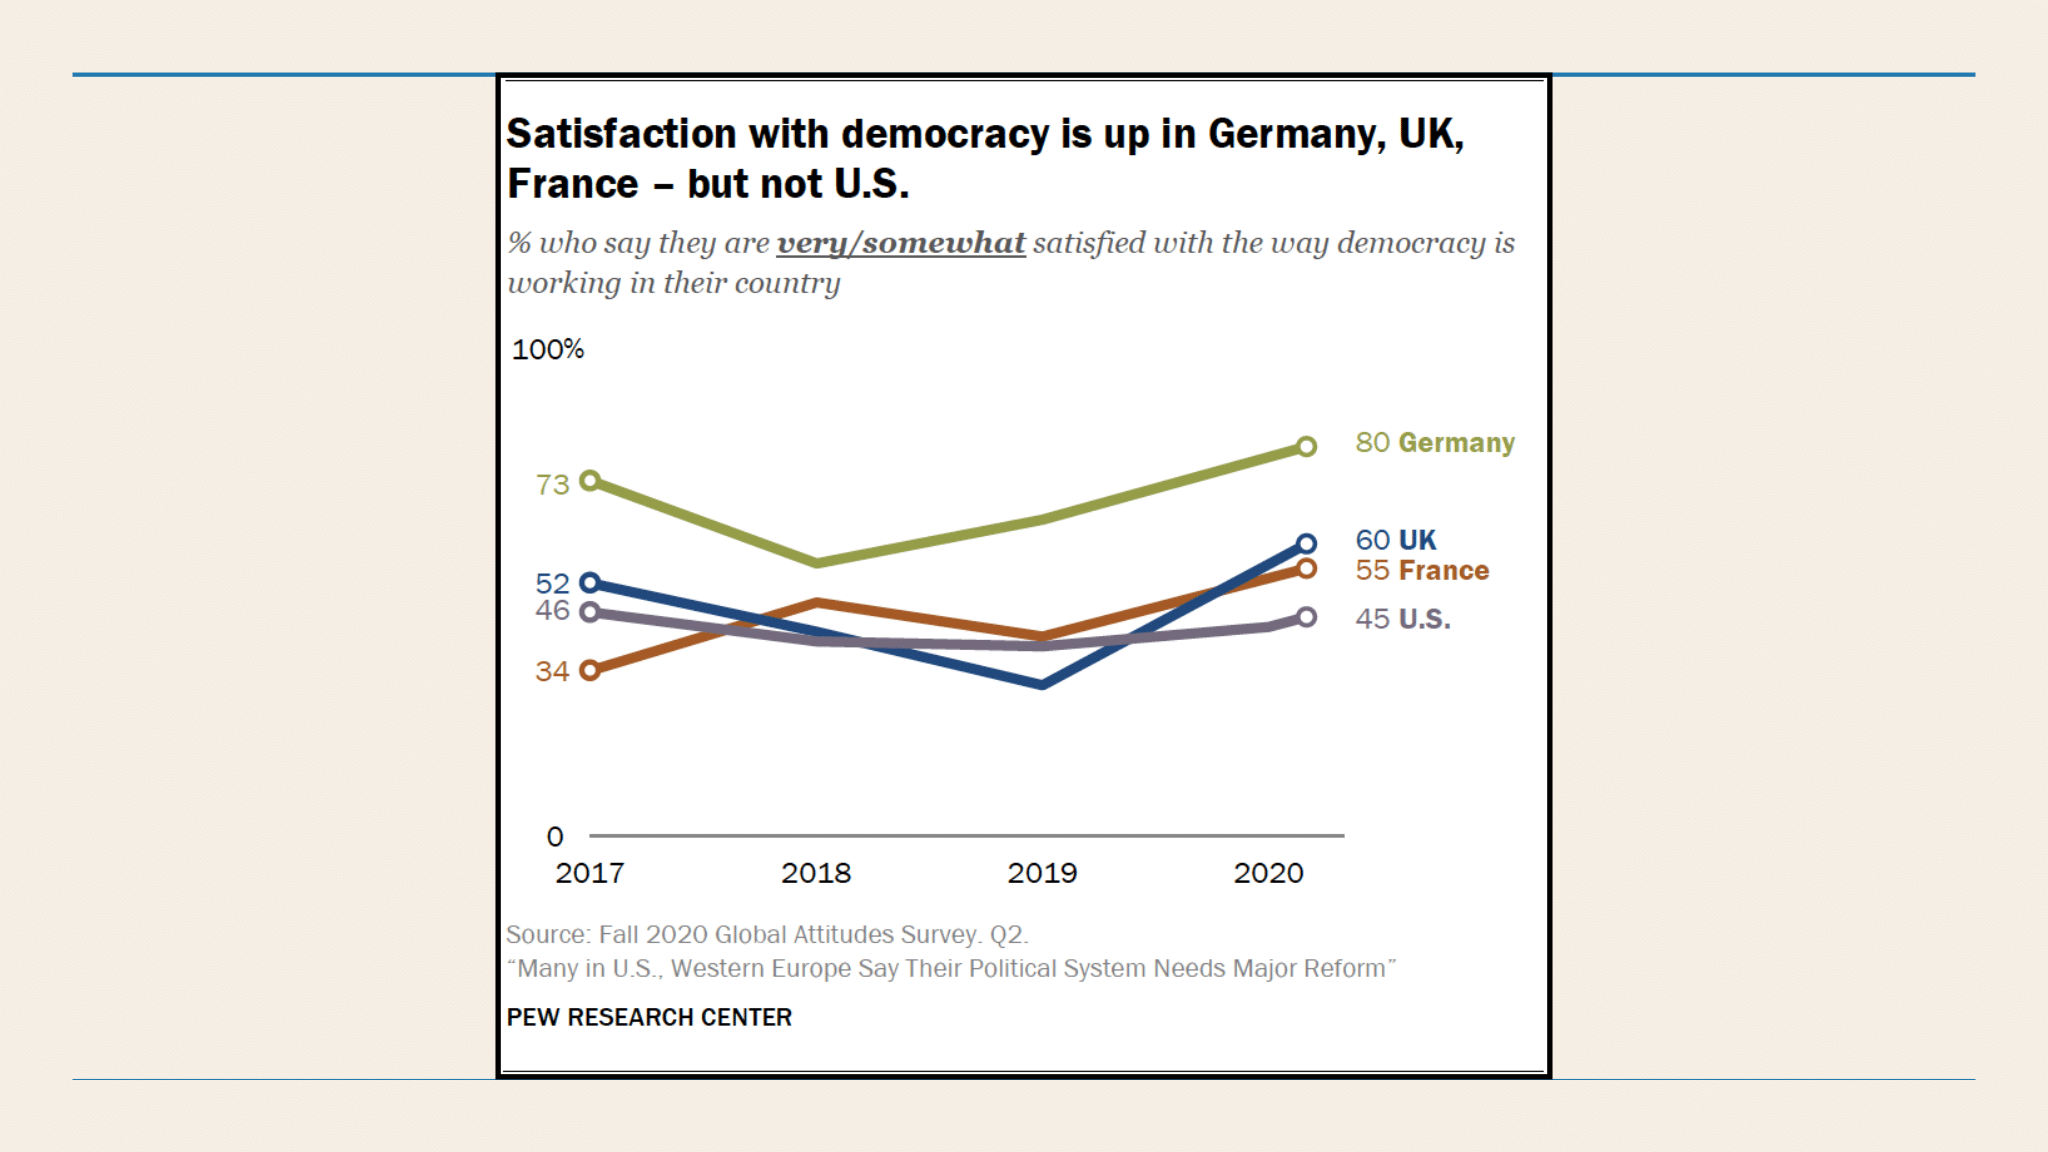 Satisfaction with democracy is up in Germany, UK,
France – but not U.S.
% who say they are very/somewhat satisfied with the way democracy is
working in their country
100%
80 Germany
73
60 UK
52
55 France
46
45 U.S.
34
0
2017 2018 2019 2020
Source: Fall 2020 Global Attitudes Survey. Q2.
“Many in U.S., Western Europe Say Their Political System Needs Major Reform”
PEW RESEARCH CENTER